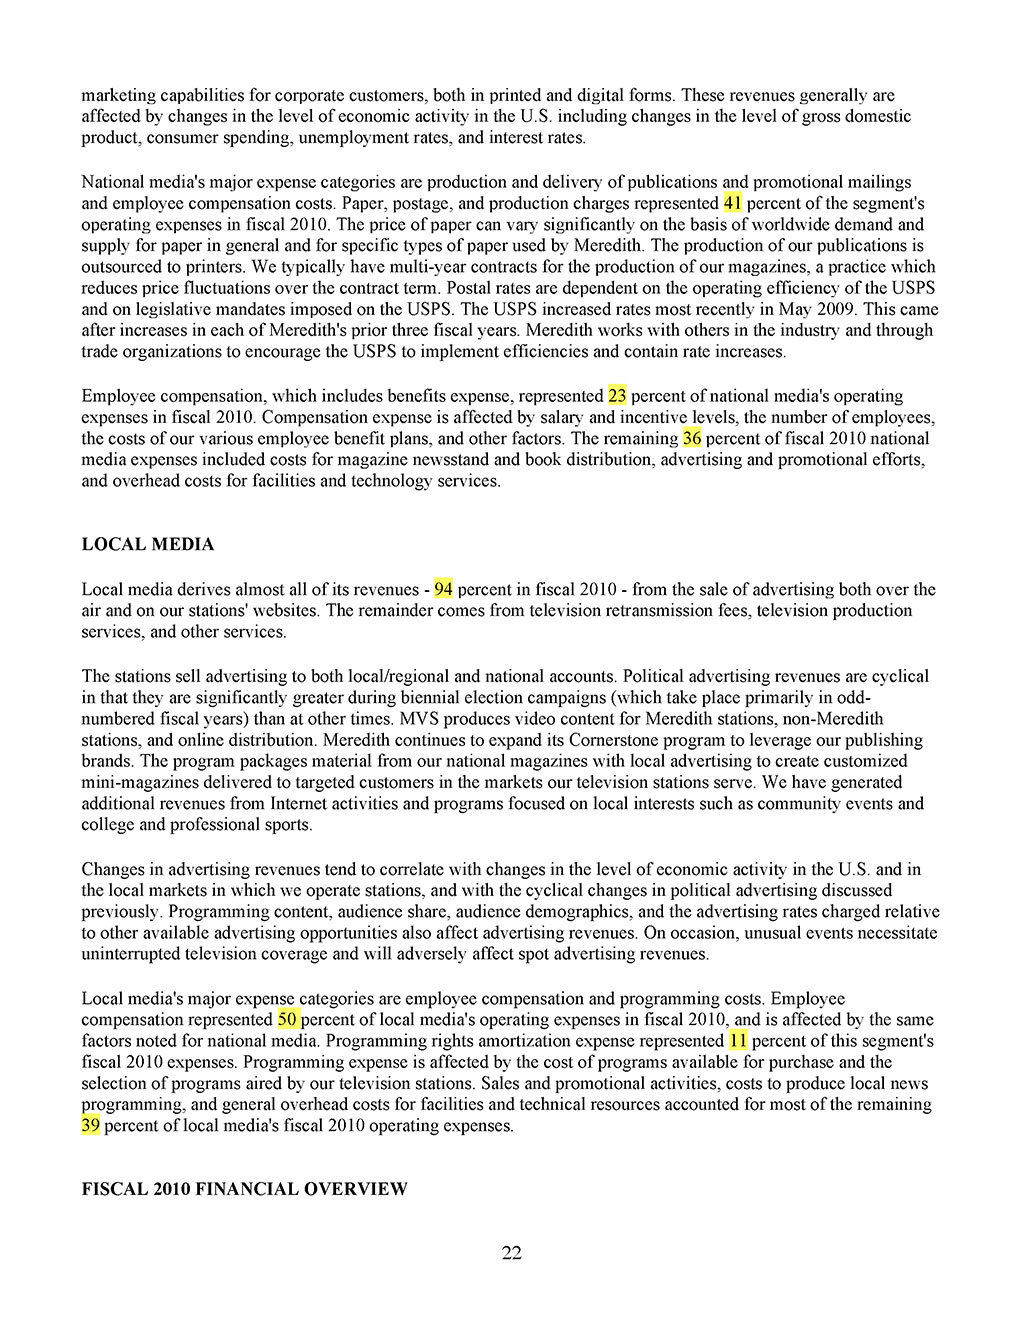 marketing capabilities for corporate customers, both in printed and digital forms. These revenues generally are
affected by changes in the level of economic activity in the U.S. including changes in the level of gross domestic
product, consumer spending, unemployment rates, and interest rates.
National media's major expense categories are production and delivery of publications and promotional mailings
and employee compensation costs. Paper, postage, and production charges represented 41 percent of the segment's
operating expenses in fiscal 2010. The price of paper can vary significantly on the basis of worldwide demand and
supply for paper in general and for specific types of paper used by Meredith. The production of our publications is
outsourced to printers. We typically have multi-year contracts for the production of our magazines, a practice which
reduces price fluctuations over the contract term. Postal rates are dependent on the operating efficiency of the USPS
and on legislative mandates imposed on the USPS. The USPS increased rates most recently in May 2009. This came
after increases in each of Meredith's prior three fiscal years. Meredith works with others in the industry and through
trade organizations to encourage the USPS to implement efficiencies and contain rate increases.
Employee compensation, which includes benefits expense, represented 23 percent of national media's operating
expenses in fiscal 2010. Compensation expense is affected by salary and incentive levels, the number of employees,
the costs of our various employee benefit plans, and other factors. The remaining 36 percent of fiscal 2010 national
media expenses included costs for magazine newsstand and book distribution, advertising and promotional efforts,
and overhead costs for facilities and technology services.
LOCAL MEDIA
Local media derives almost all of its revenues - 94 percent in fiscal 2010 - from the sale of advertising both over the
air and on our stations' websites. The remainder comes from television retransmission fees, television production
services, and other services.
The stations sell advertising to both local/regional and national accounts. Political advertising revenues are cyclical
in that they are significantly greater during biennial election campaigns (which take place primarily in odd-
numbered fiscal years) than at other times. MVS produces video content for Meredith stations, non-Meredith
stations, and online distribution. Meredith continues to expand its Cornerstone program to leverage our publishing
brands. The program packages material from our national magazines with local advertising to create customized
mini-magazines delivered to targeted customers in the markets our television stations serve. We have generated
additional revenues from Internet activities and programs focused on local interests such as community events and
college and professional sports.
Changes in advertising revenues tend to correlate with changes in the level of economic activity in the U.S. and in
the local markets in which we operate stations, and with the cyclical changes in political advertising discussed
previously. Programming content, audience share, audience demographics, and the advertising rates charged relative
to other available advertising opportunities also affect advertising revenues. On occasion, unusual events necessitate
uninterrupted television coverage and will adversely affect spot advertising revenues.
Local media's major expense categories are employee compensation and programming costs. Employee
compensation represented 50 percent of local media's operating expenses in fiscal 2010, and is affected by the same
factors noted for national media. Programming rights amortization expense represented 11 percent of this segment's
fiscal 2010 expenses. Programming expense is affected by the cost of programs available for purchase and the
selection of programs aired by our television stations. Sales and promotional activities, costs to produce local news
programming, and general overhead costs for facilities and technical resources accounted for most of the remaining
39 percent of local media's fiscal 2010 operating expenses.
FISCAL 2010 FINANCIAL OVERVIEW
22